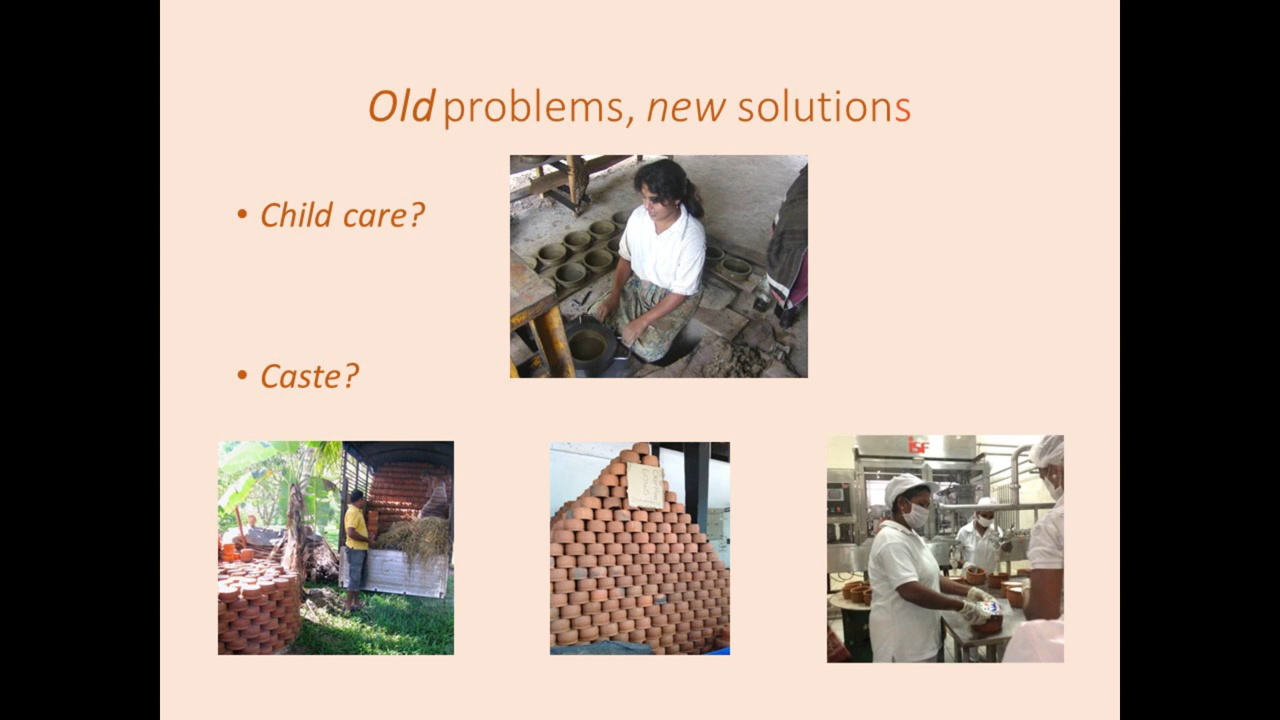 Old problems, new solutions
• Child care?
• Caste?